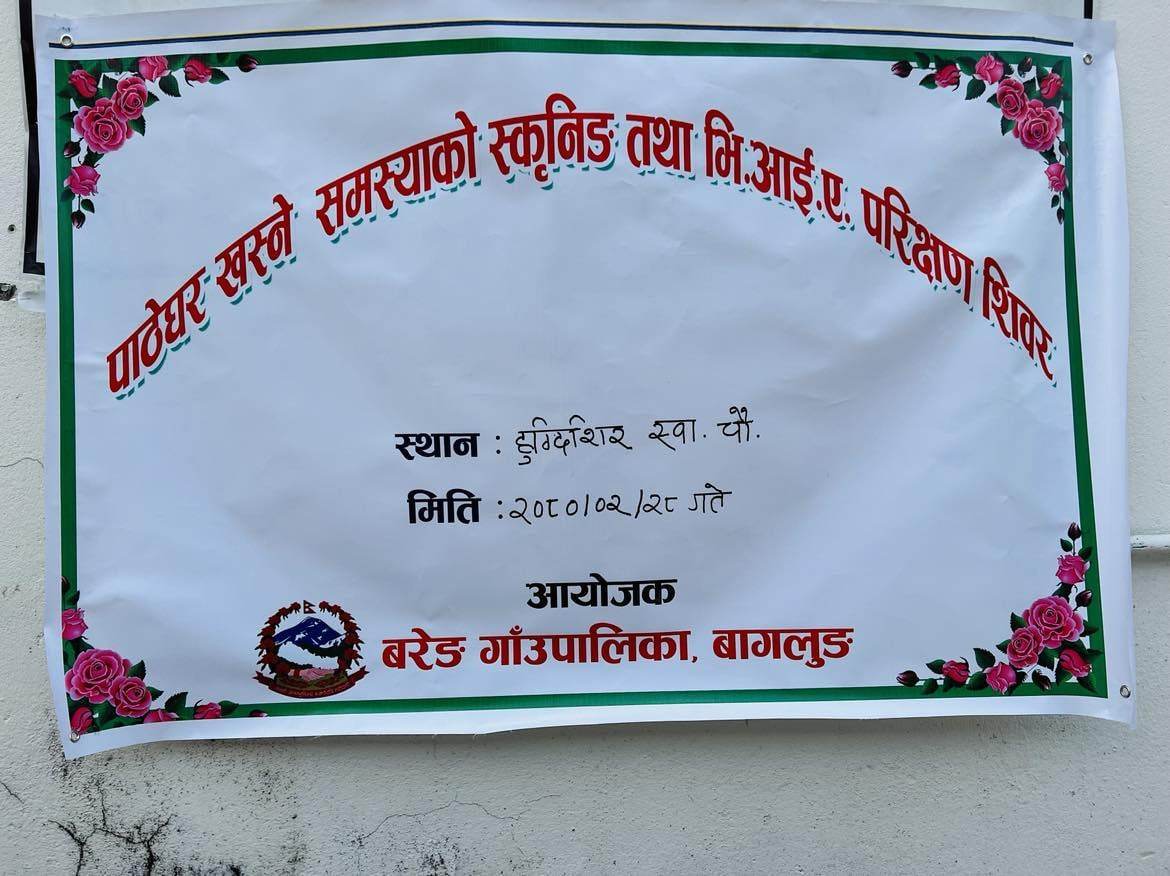 पाठेघर खस्ने समस्याको स्कृनिङ तथा भि.आई.ए. परिक्षण शिवर
स्थान : हुग्दिशिर स्वा. चौ.
मिति : २०८०/०२/२८ गते
आयोजक
बरेङ गाँउपालिका, बागलुङ